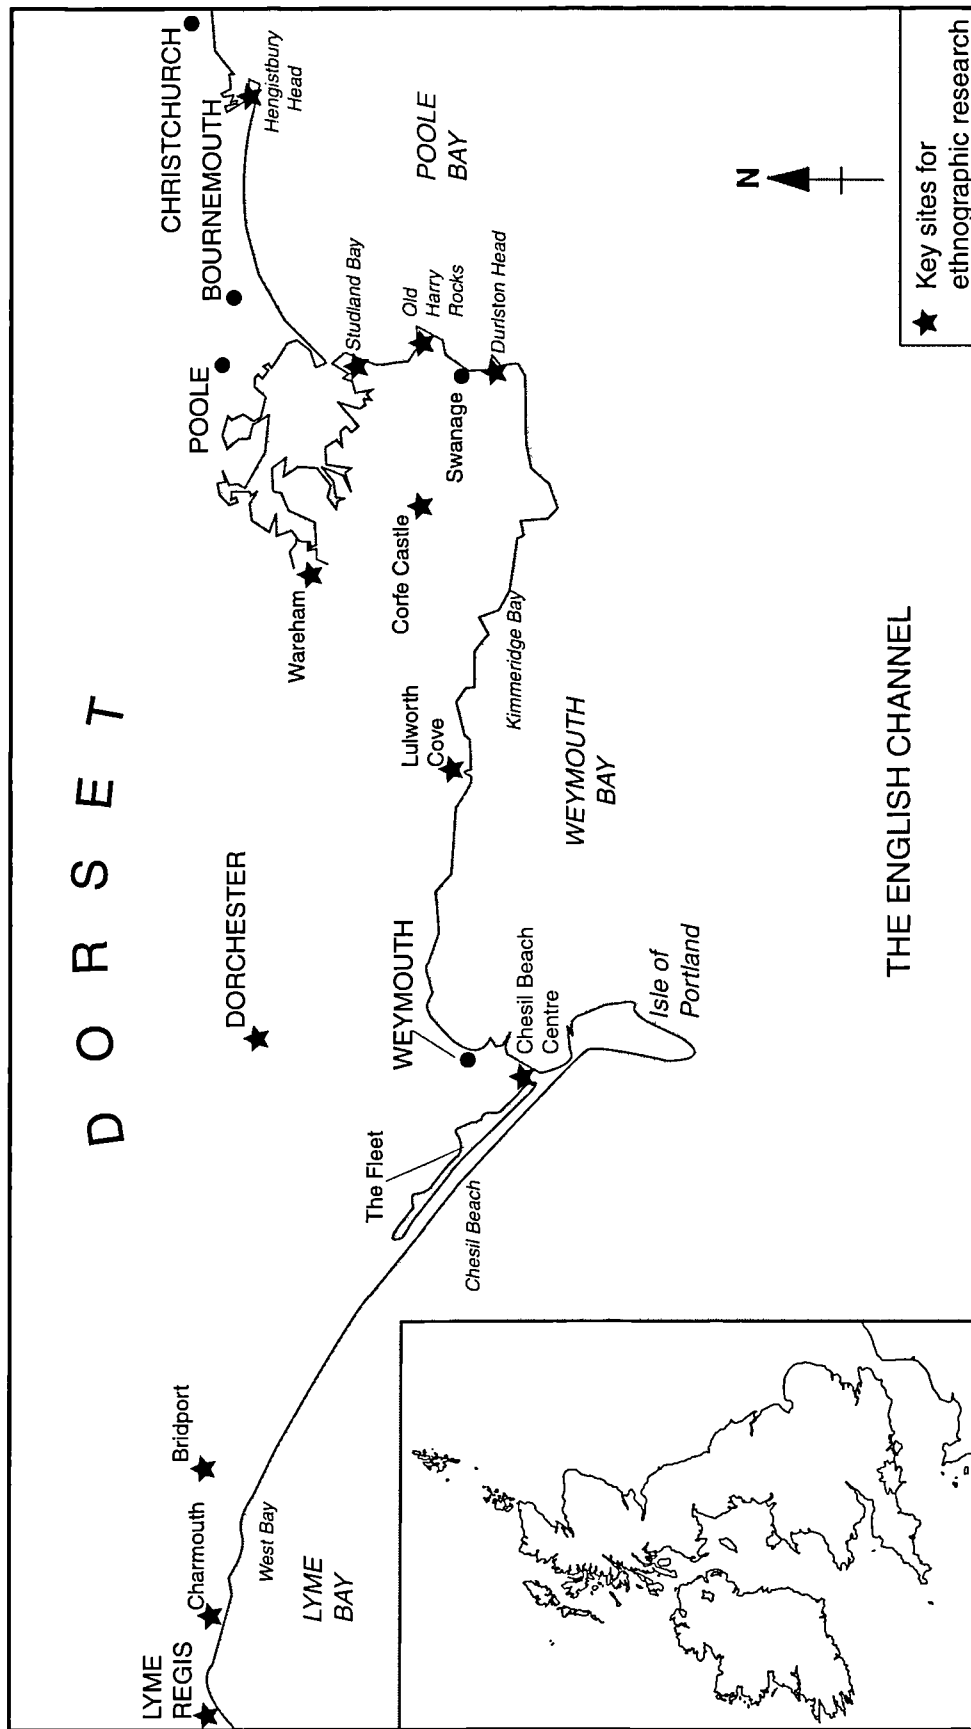 DORSET
CHRISTCHURCH
BOURNEMOUTH
POOLE
Hengistbury
Head
POOLE
BAY
Studland Bay
Old
Harry
Rocks
Durlston Head
Swanage
Corfe Castle
Wareham
Kimmeridge Bay
Lulworth
Cove
WEYMOUTH
BAY
DORCHESTER
WEYMOUTH
Chesil Beach
Centre
Isle of
Portland
The Fleet
Chesil Beach
Bridport
Charmouth
LYME
REGIS
West Bay
LYME
BAY
THE ENGLISH CHANNEL
N
Key sites for
ethnographic research